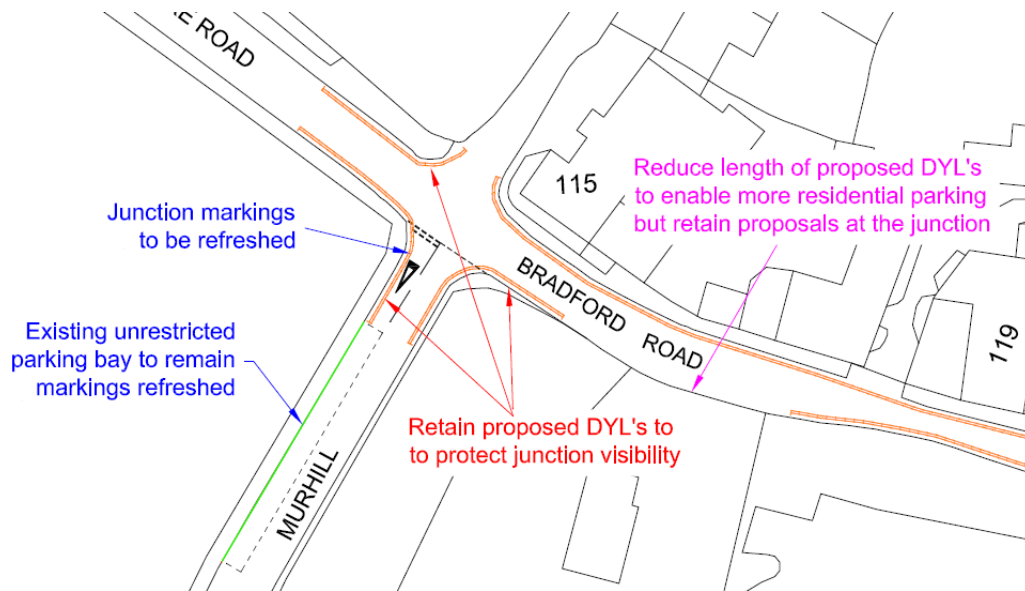 KE ROAD
115
Reduce length of proposed DYL's
to enable more residential parking
but retain proposals at the junction
Junction markings
to be refreshed
BRADFORD ROAD
119
Existing unrestricted
parking bay to remain
markings refreshed
Retain proposed DYL's to
to protect junction visibility
MURHILL